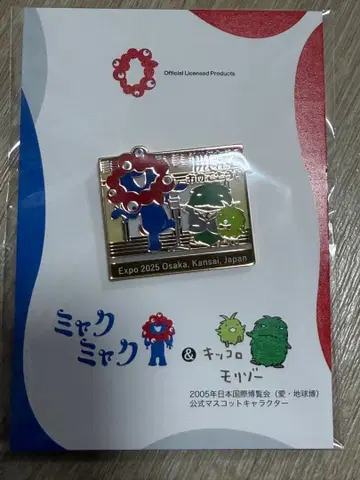 Official Licensed Products
Expo 2025 Osaka, Kansai, Japan
ミャク
ミャク
&
キッコロ
モリゾー
2005年日本国際博覧会（愛・地球博）
公式マスコットキャラクター